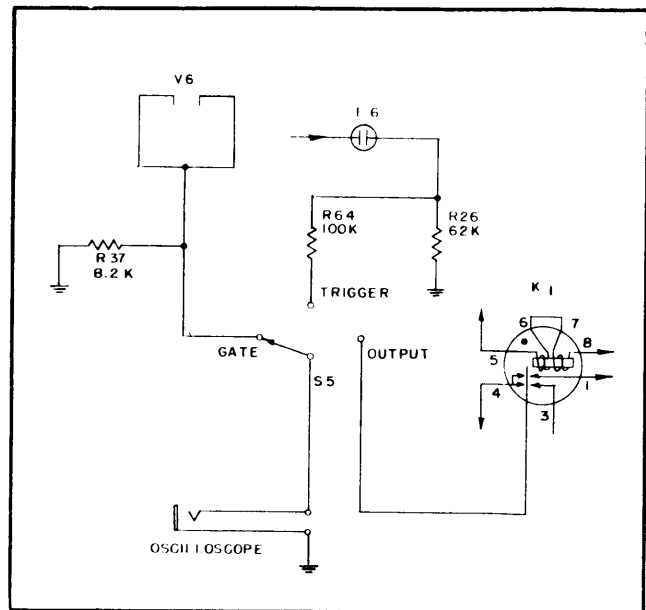 V6
I 6
R64
100K
R26
62K
R 37
8.2 K
K 1
TRIGGER
6
7
8
GATE
OUTPUT
5
S5
4
1
3
OSCILLOSCOPE